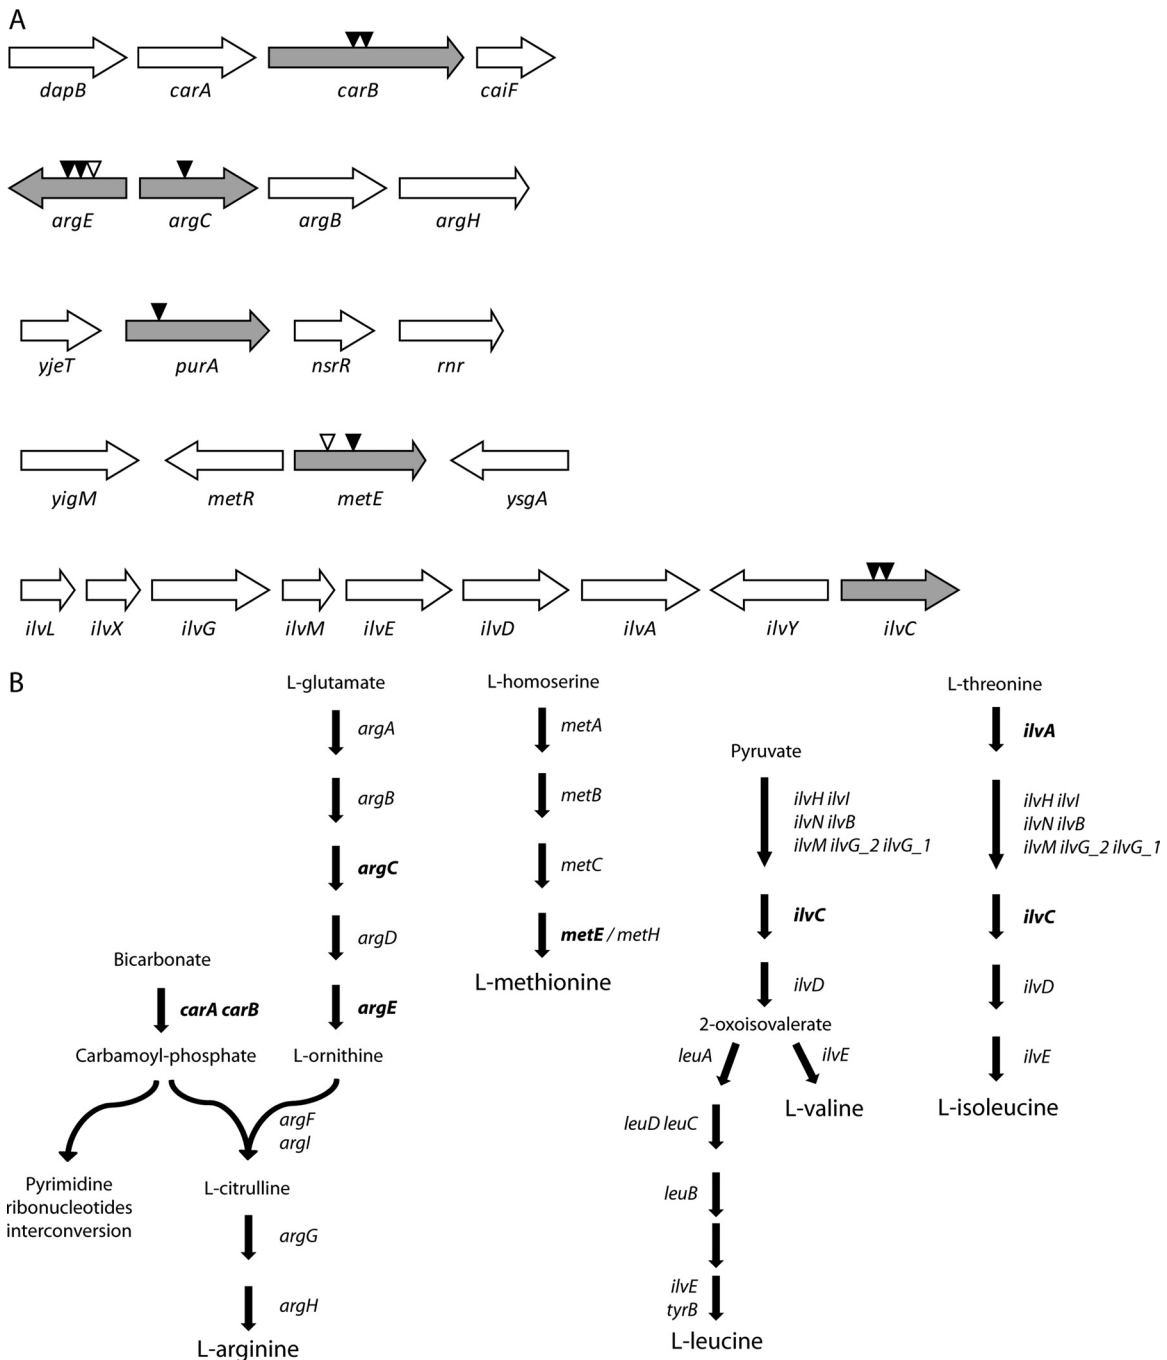 A
dapB carA carB caiF
argE argC argB argH
yjeT purA nsrR rnr
yigM metR metE ysgA
ilvL ilvX ilvG ilvM ilvE ilvD ilvA ilvY ilvC
B
L-glutamate
argA
argB
argC
argD
argE
L-ornithine
Bicarbonate
carA carB
Carbamoyl-phosphate
argF
argI
Pyrimidine
ribonucleotides
interconversion
L-citrulline
argG
argH
L-arginine
L-homoserine
metA
metB
metC
metE / metH
L-methionine
Pyruvate
ilvH ilvI
ilvN ilvB
ilvM ilvG_2 ilvG_1
ilvC
ilvD
2-oxoisovalerate
leuA
ilvE
L-valine
leuD leuC
leuB
ilvE
tyrB
L-leucine
L-threonine
ilvA
ilvH ilvI
ilvN ilvB
ilvM ilvG_2 ilvG_1
ilvC
ilvD
ilvE
L-isoleucine